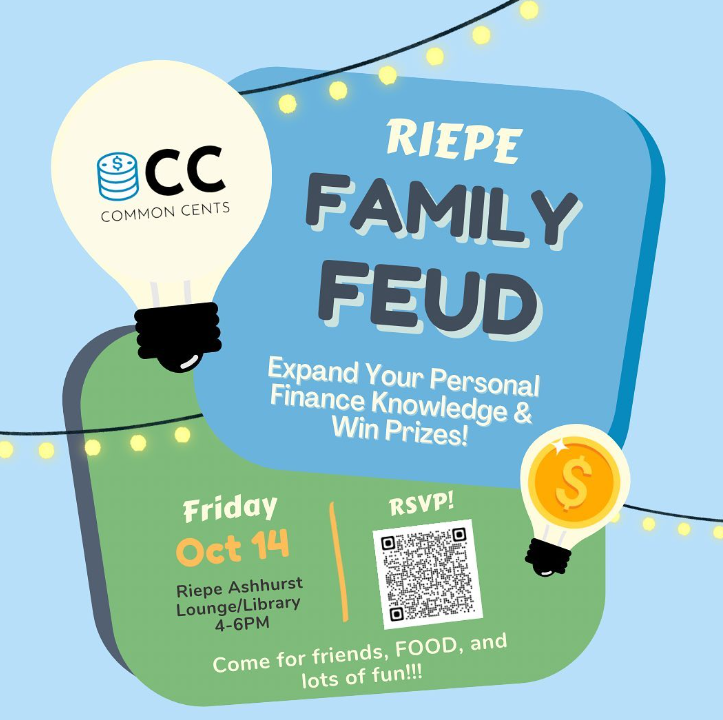 CC
COMMON CENTS
RIEPE
FAMILY
FEUD
Expand Your Personal
Finance Knowledge &
Win Prizes!
Friday
Oct 14
Riepe Ashhurst
Lounge/Library
4-6PM
RSVP!
Come for friends, FOOD, and
lots of fun!!!